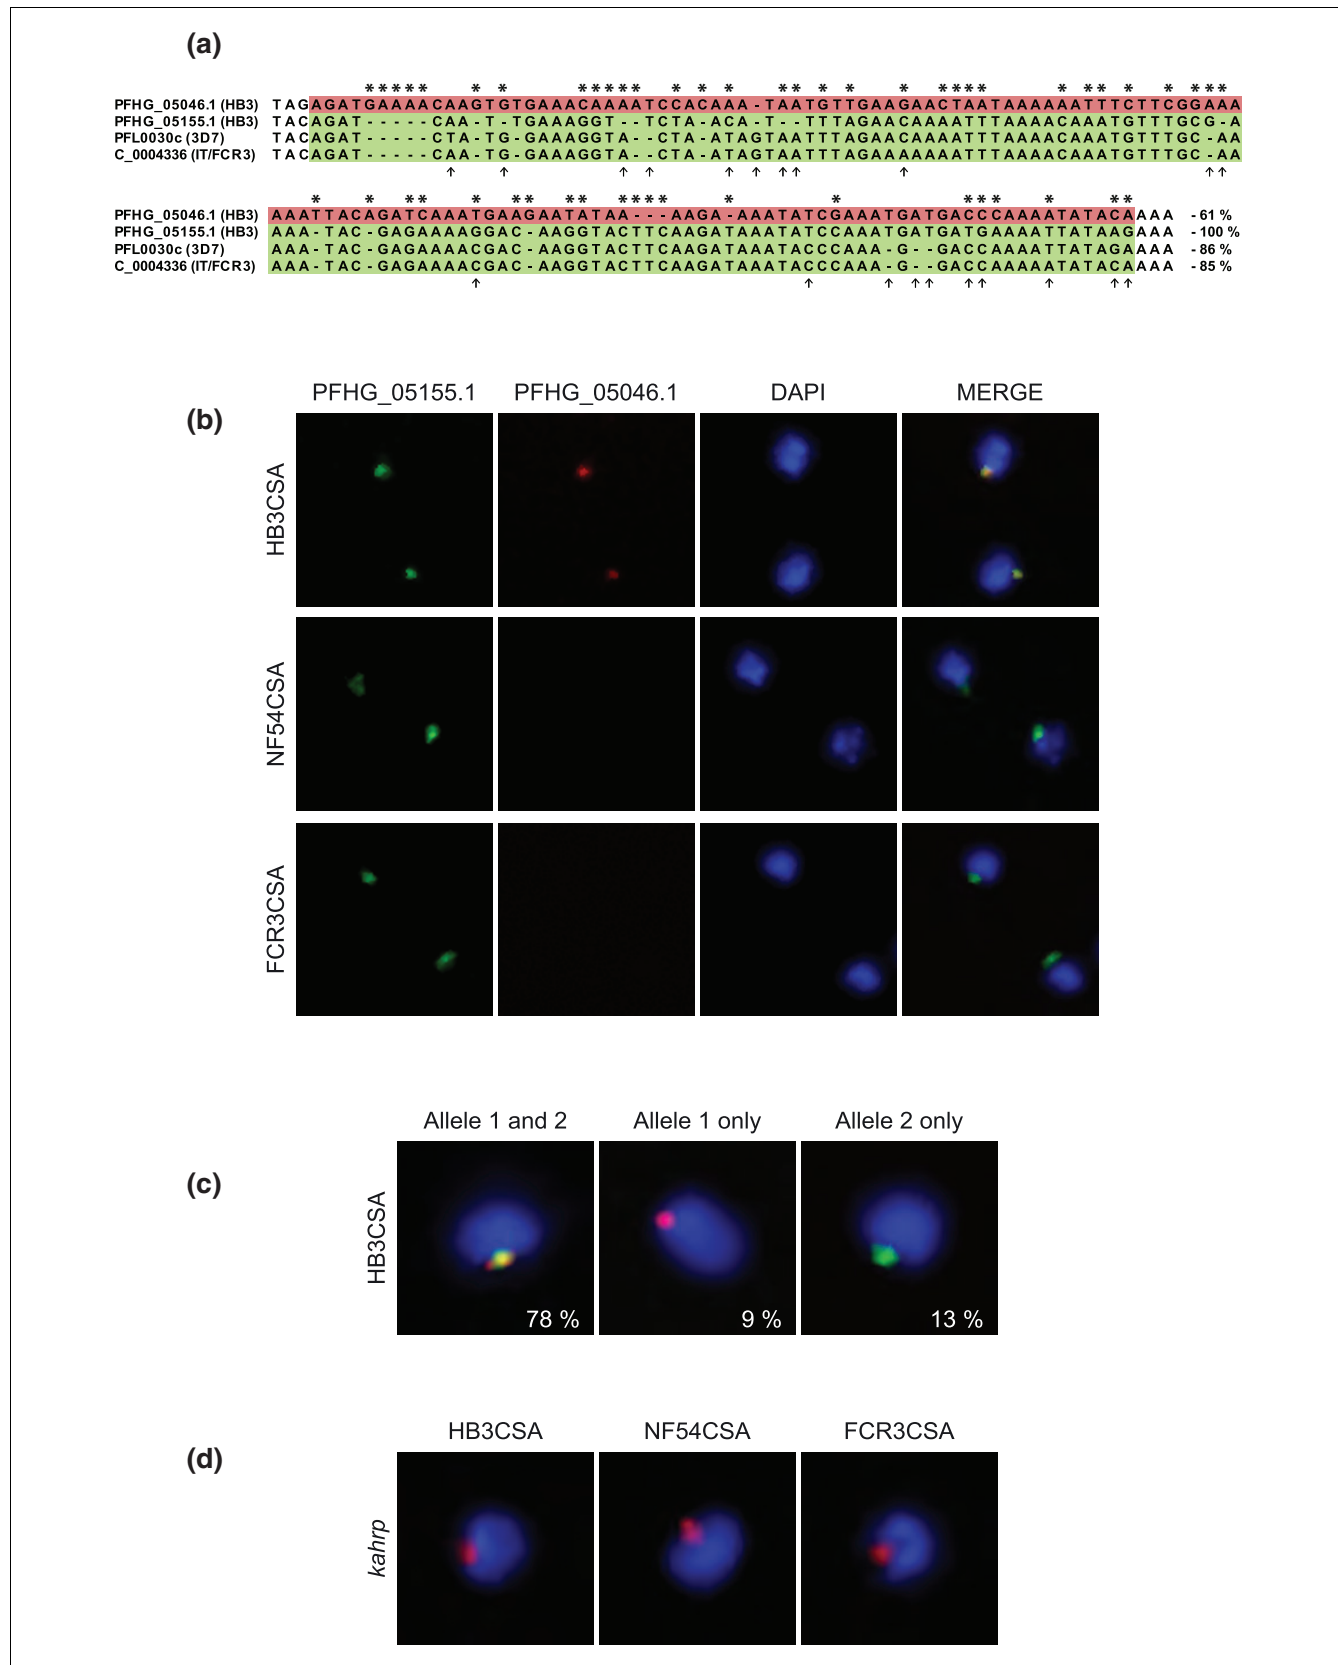 (a)
***** * * ***** * * * * ** * * * **** * ** * * ***
PFHG_05046.1 (HB3) TAGAGATGAAAACAAGTGTGAAACAAAATCCACAAA-TAATGTTGAAGAACTAATAAAAAATTTCTTCGGAAA
PFHG_05155.1 (HB3) TACAGAT-----CAA-T-TGAAAGGT--TCTA-ACA-T--TTTAGAACAAAATTTAAAACAAATGTTTGCG-A
PFL0030c (3D7) TACAGAT-----CTA-TG-GAAAGGTA--CTA-ATAGTAATTTAGAACAAAATTTAAAACAAATGTTTGC-AA
C_0004336 (IT/FCR3) TACAGAT-----CAA-TG-GAAAGGTA--CTA-ATAGTAATTTAGAAAAAAATTTAAAACAAATGTTTGC-AA
↑ ↑ ↑ ↑ ↑ ↑ ↑↑ ↑ ↑↑
* * ** * ** ** **** * * *** * **
PFHG_05046.1 (HB3) AAATTACAGATCAAATGAAGAATATAA---AAGA-AAATATCGAAATGATGACCCAAAATATACAAAA - 61 %
PFHG_05155.1 (HB3) AAA-TAC-GAGAAAAGGAC-AAGGTACTTCAAGATAAATATCCAAATGATGATGAAAATTATAAGAAA - 100 %
PFL0030c (3D7) AAA-TAC-GAGAAAACGAC-AAGGTACTTCAAGATAAATACCCAAA-G--GACCAAAATTATAGAAAA - 86 %
C_0004336 (IT/FCR3) AAA-TAC-GAGAAAACGAC-AAGGTACTTCAAGATAAATACCCAAA-G--GACCAAAAATATACAAAA - 85 %
↑ ↑ ↑ ↑↑ ↑↑ ↑ ↑↑
(b)
PFHG_05155.1 PFHG_05046.1 DAPI MERGE
HB3CSA
NF54CSA
FCR3CSA
(c)
Allele 1 and 2 Allele 1 only Allele 2 only
HB3CSA
78 % 9 % 13 %
(d)
HB3CSA NF54CSA FCR3CSA
kahrp